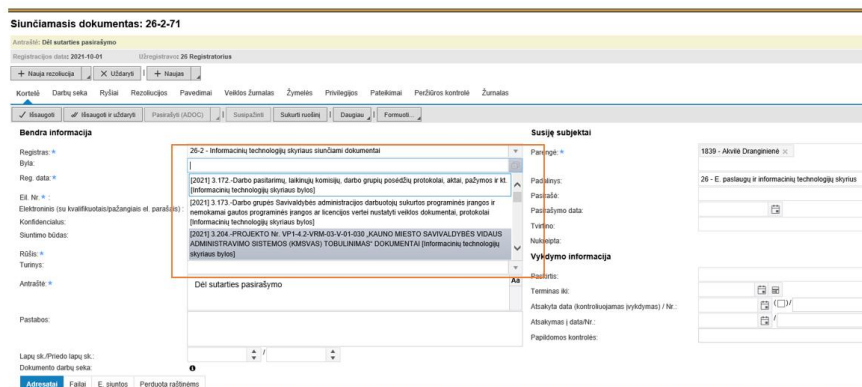 Siunčiamasis dokumentas: 26-2-71
Antraštė: Dėl sutarties pasirašymo
Registracijos data: 2021-10-01 Užregistravo: 26 Registratorius
+ Nauja rezoliucija X Uždaryti + Naujas
Kortelė Darbų seka Ryšiai Rezoliucijos Pavedimai Veiklos žurnalas Žymelės Privilegijos Pateikimai Peržiūros kontrolė Žurnalas
Išsaugoti Išsaugoti ir uždaryti Pasirašyti (ADOC) Susipažinti Sukurti ruošinį Daugiau Formuoti...
Bendra informacija Susiję subjektai
Registras: * 26-2 - Informacinių technologijų skyriaus siunčiami dokumentai Parengė: * 1839 - Akvilė Dranginienė ×
Byla:
Reg. data: * [2021] 3.172.-Darbo pasitarimų, laikinųjų komisijų, darbo grupių posėdžių protokolai, aktai, pažymos ir kt. Padalinys: 26 - E. paslaugų ir informacinių technologijų skyrius
[Informacinių technologijų skyriaus bylos]
Eil. Nr. * : [2021] 3.173.-Darbo grupės Savivaldybės administracijos darbuotojų sukurtos programinės įrangos ir Pasirašė:
Elektroninis (su kvalifikuotais/pažangiais el. parašais) : nemokamai gautos programinės įrangos ar licencijos vertei nustatyti veiklos dokumentai, protokolai Pasirašymo data:
Konfidencialus: [Informacinių technologijų skyriaus bylos] Tvirtino:
Siuntimo būdas: [2021] 3.204.-PROJEKTO Nr. VP1-4.2-VRM-03-V-01-030 „KAUNO MIESTO SAVIVALDYBĖS VIDAUS Nukreipta:
ADMINISTRAVIMO SISTEMOS (KMSVAS) TOBULINIMAS" DOKUMENTAI [Informacinių technologijų
Rūšis: * skyriaus bylos] Vykdymo informacija
Turinys:
Paskirtis:
Antraštė: * Dėl sutarties pasirašymo Aa Terminas iki:
Atsakyta data (kontroliuojamas įvykdymas) / Nr.: ( )/
Pastabos: Atsakymas į data/Nr.: /
Papildomos kontrolės:
Lapų sk./Priedo lapų sk.: /
Dokumento darbų seka:
Adresatai Failai E. siuntos Perduota raštinėms